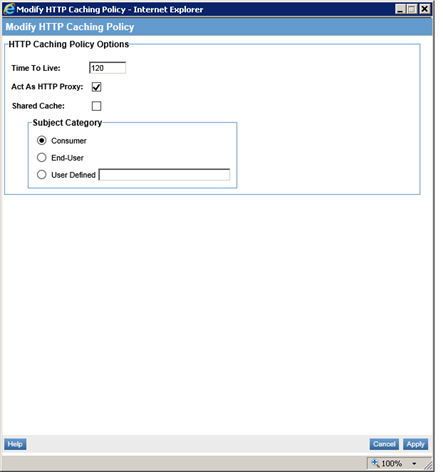 Modify HTTP Caching Policy - Internet Explorer
Modify HTTP Caching Policy
HTTP Caching Policy Options
Time To Live: 120
Act As HTTP Proxy:
Shared Cache:
Subject Category
Consumer
End-User
User Defined
Help Cancel Apply
100%